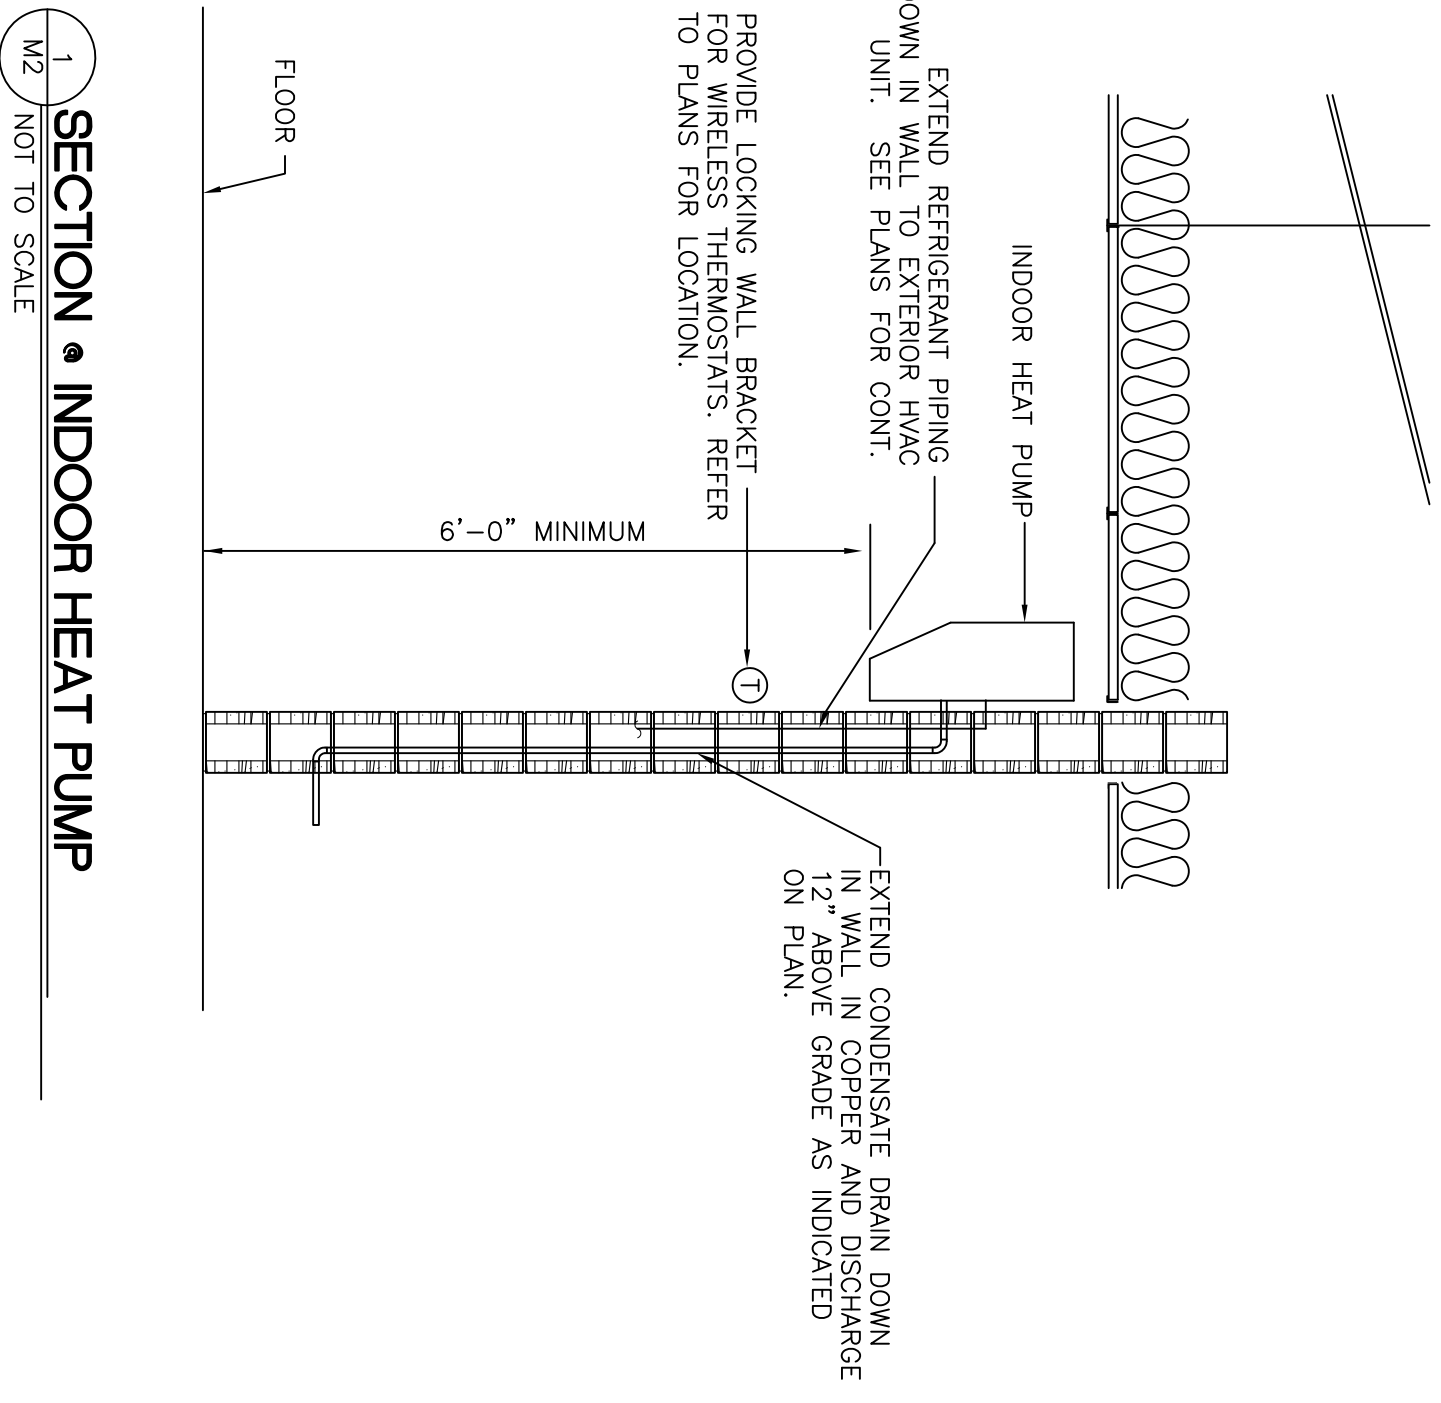 INDOOR HEAT PUMP
EXTEND REFRIGERANT PIPING
IN WALL TO EXTERIOR HVAC
UNIT. SEE PLANS FOR CONT.
PROVIDE LOCKING WALL BRACKET
FOR WIRELESS THERMOSTATS. REFER
TO PLANS FOR LOCATION.
T
6'-0" MINIMUM
EXTEND CONDENSATE DRAIN DOWN
IN WALL IN COPPER AND DISCHARGE
12" ABOVE GRADE AS INDICATED
ON PLAN.
FLOOR
1
M2
SECTION @ INDOOR HEAT PUMP
NOT TO SCALE